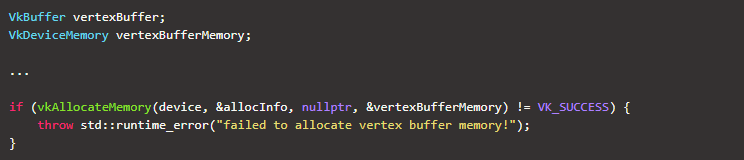 VkBuffer vertexBuffer;
VkDeviceMemory vertexBufferMemory;
...
if (vkAllocateMemory(device, &allocInfo, nullptr, &vertexBufferMemory) != VK_SUCCESS) {
    throw std::runtime_error("failed to allocate vertex buffer memory!");
}